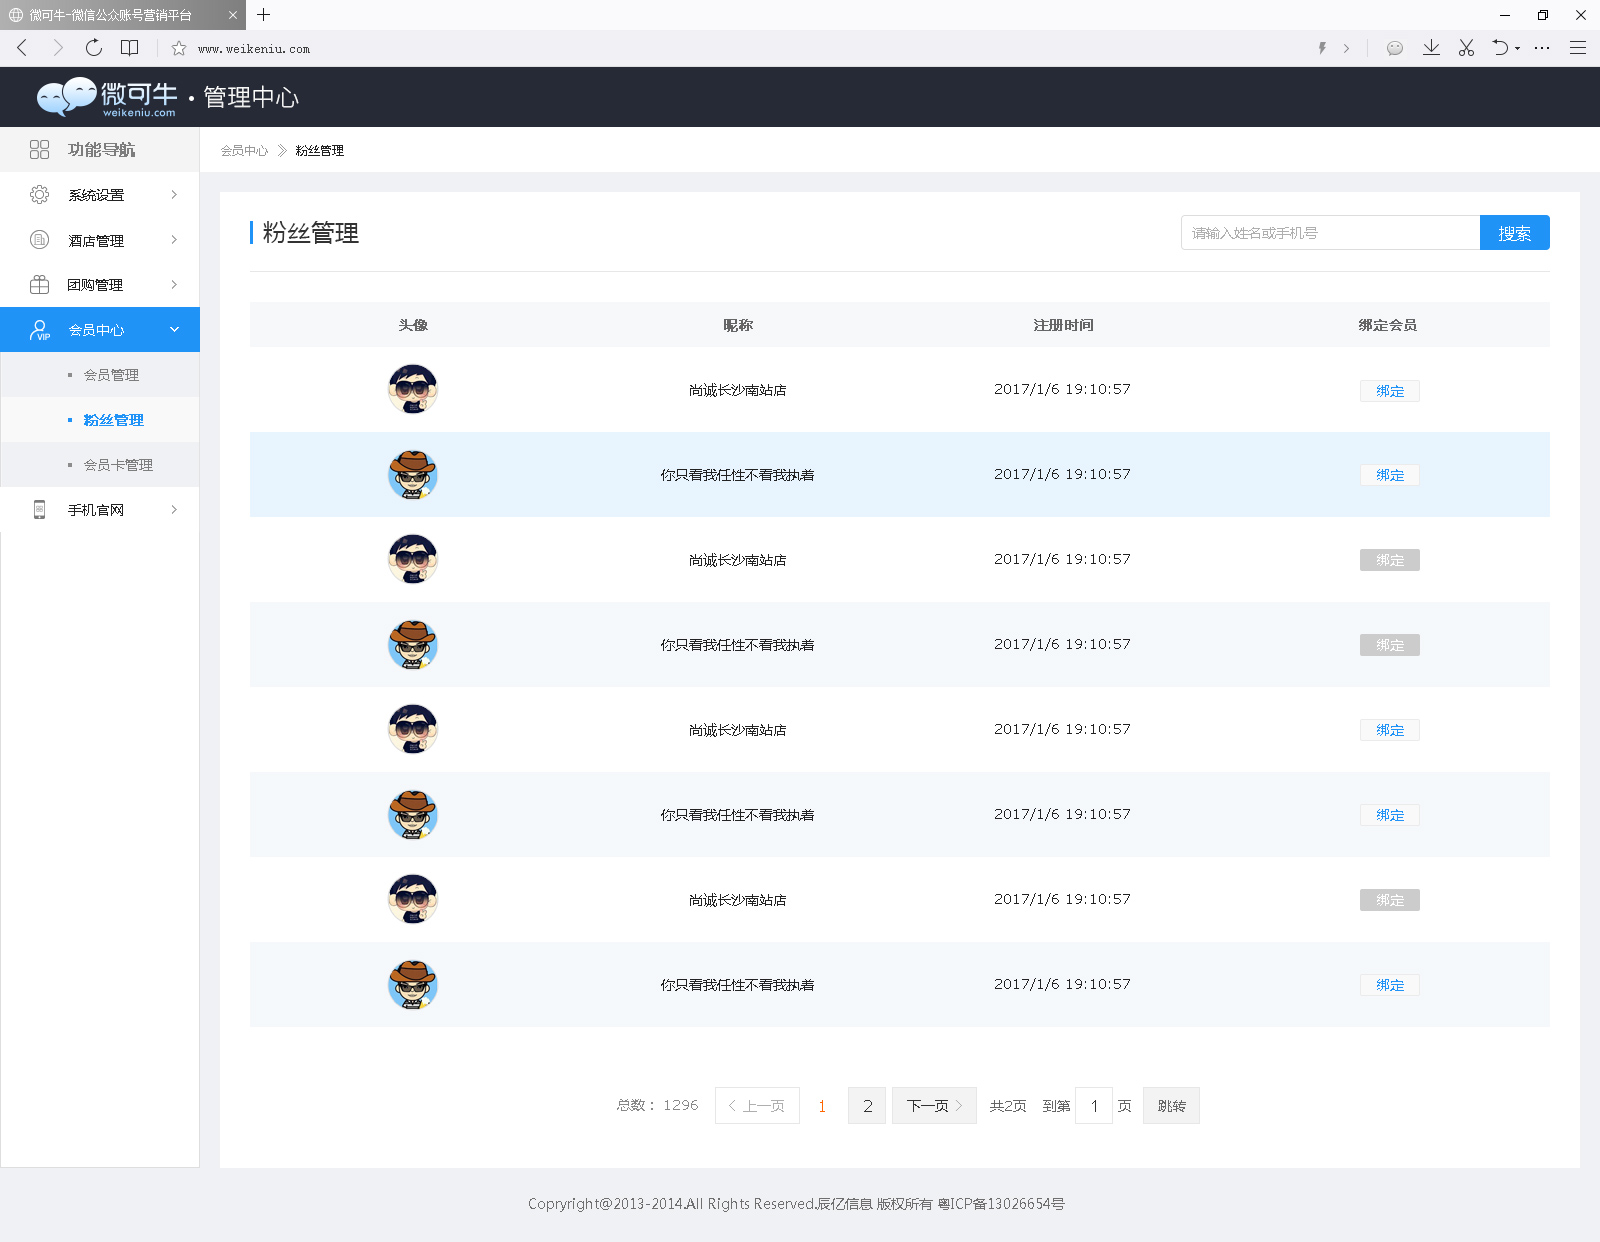 微可牛-微信公众账号营销平台
www.weikeniu.com
微可牛 weikeniu.com · 管理中心
功能导航
会员中心 粉丝管理
系统设置
酒店管理
团购管理
VIP 会员中心
会员管理
粉丝管理
会员卡管理
手机官网
粉丝管理
请输入姓名或手机号 搜索
头像 昵称 注册时间 绑定会员
尚诚长沙南站店 2017/1/6 19:10:57 绑定
你只看我任性不看我执着 2017/1/6 19:10:57 绑定
尚诚长沙南站店 2017/1/6 19:10:57 绑定
你只看我任性不看我执着 2017/1/6 19:10:57 绑定
尚诚长沙南站店 2017/1/6 19:10:57 绑定
你只看我任性不看我执着 2017/1/6 19:10:57 绑定
尚诚长沙南站店 2017/1/6 19:10:57 绑定
你只看我任性不看我执着 2017/1/6 19:10:57 绑定
总数： 1296 上一页 1 2 下一页 共2页 到第 1 页 跳转
Copryright@2013-2014.All Rights Reserved.辰亿信息 版权所有 粤ICP备13026654号